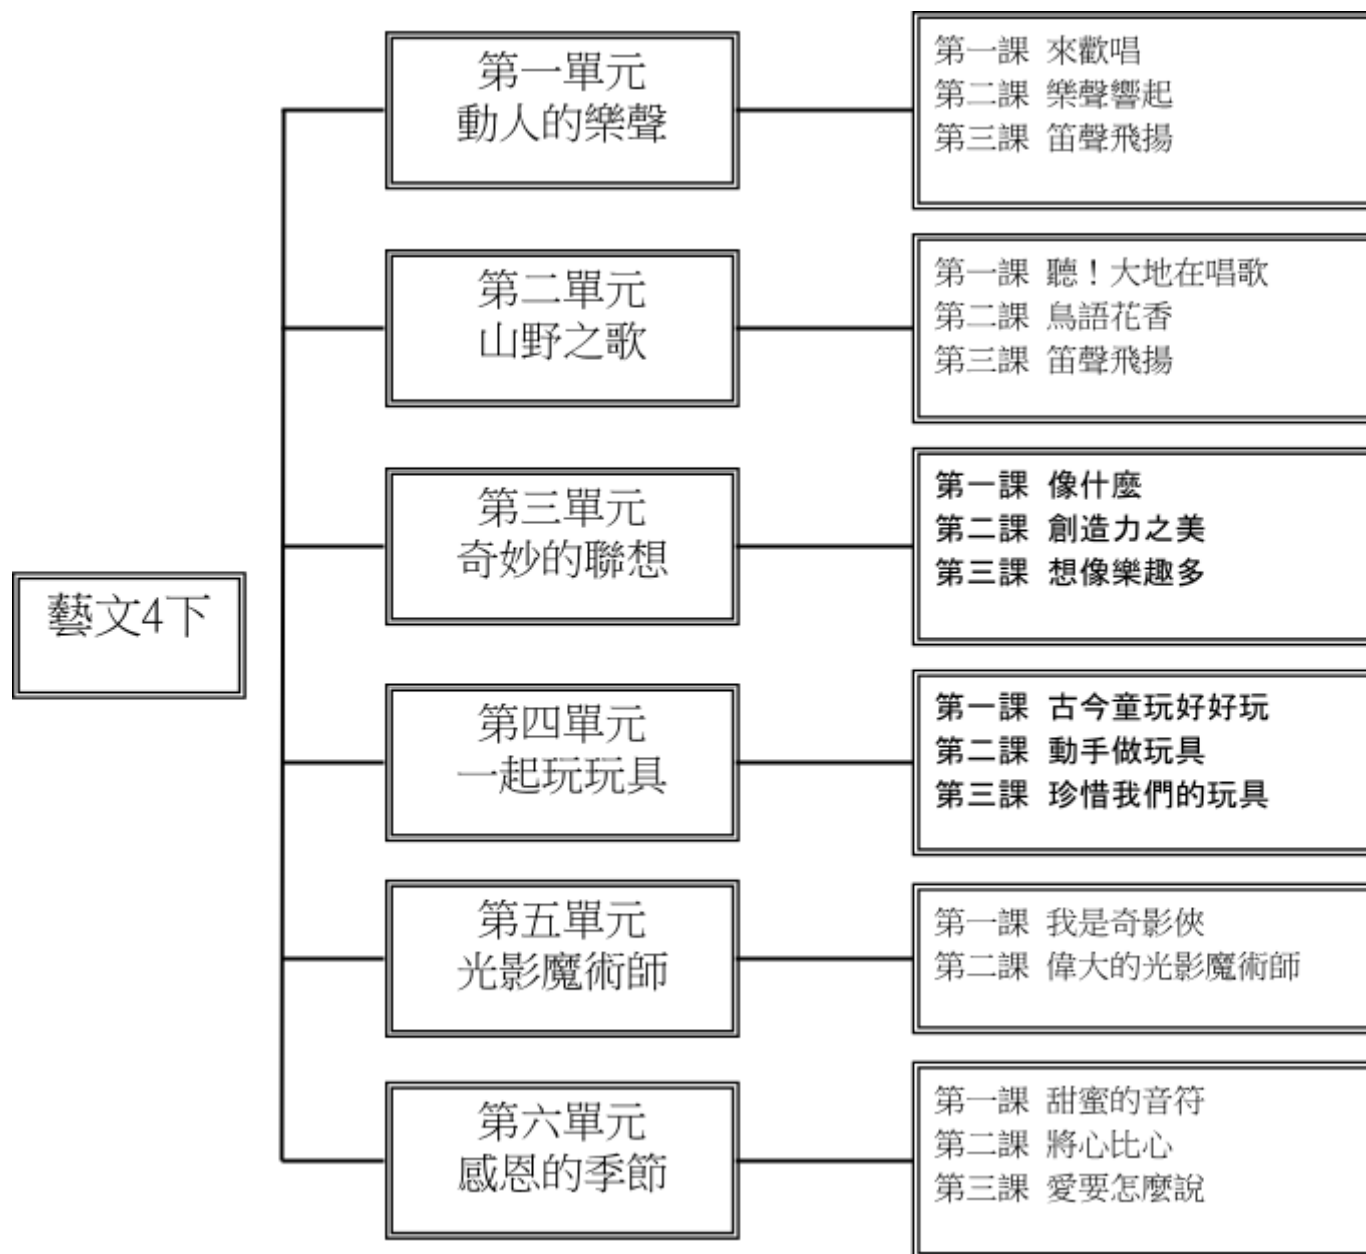 藝文4下
第一單元
動人的樂聲
第一課 來歡唱
第二課 樂聲響起
第三課 笛聲飛揚
第二單元
山野之歌
第一課 聽！大地在唱歌
第二課 鳥語花香
第三課 笛聲飛揚
第三單元
奇妙的聯想
第一課 像什麼
第二課 創造力之美
第三課 想像樂趣多
第四單元
一起玩玩具
第一課 古今童玩好好玩
第二課 動手做玩具
第三課 珍惜我們的玩具
第五單元
光影魔術師
第一課 我是奇影俠
第二課 偉大的光影魔術師
第六單元
感恩的季節
第一課 甜蜜的音符
第二課 將心比心
第三課 愛要怎麼說